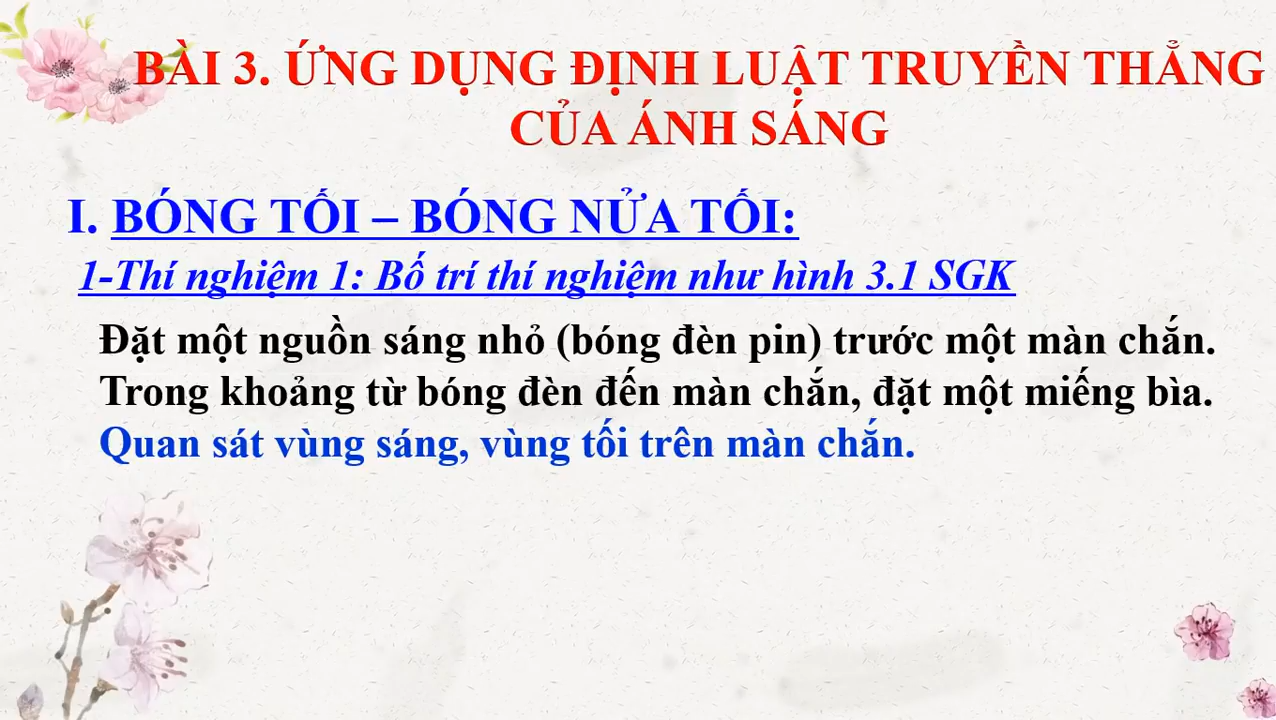 BÀI 3. ỨNG DỤNG ĐỊNH LUẬT TRUYỀN THẲNG
CỦA ÁNH SÁNG
I. BÓNG TỐI – BÓNG NỬA TỐI:
1-Thí nghiệm 1: Bố trí thí nghiệm như hình 3.1 SGK
Đặt một nguồn sáng nhỏ (bóng đèn pin) trước một màn chắn.
Trong khoảng từ bóng đèn đến màn chắn, đặt một miếng bìa.
Quan sát vùng sáng, vùng tối trên màn chắn.